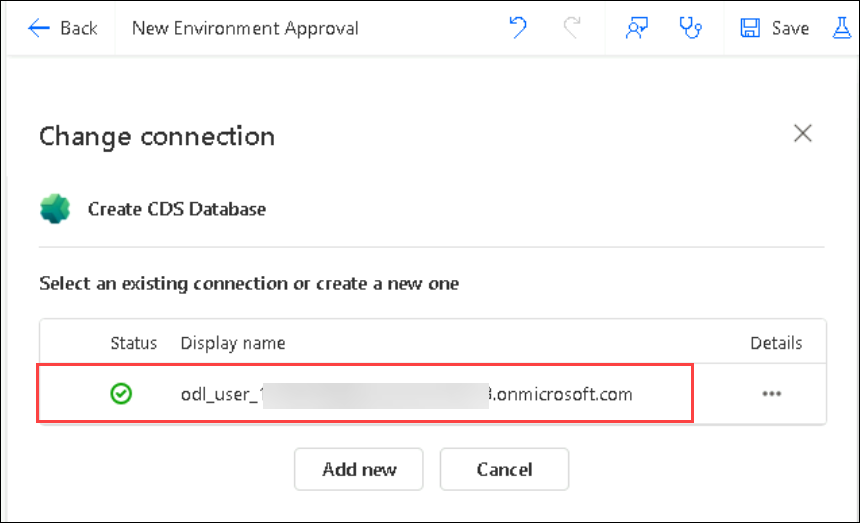 Back New Environment Approval Save
Change connection
Create CDS Database
Select an existing connection or create a new one
Status Display name Details
odl_user_1 3.onmicrosoft.com
Add new Cancel